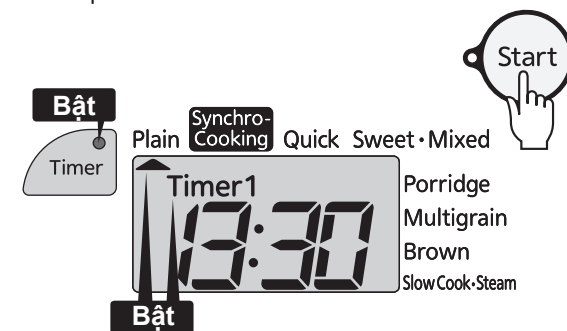 Start
Bật
Timer
Plain Synchro-Cooking Quick Sweet・Mixed
Timer1
13:30
Porridge
Multigrain
Brown
Slow Cook・Steam
Bật